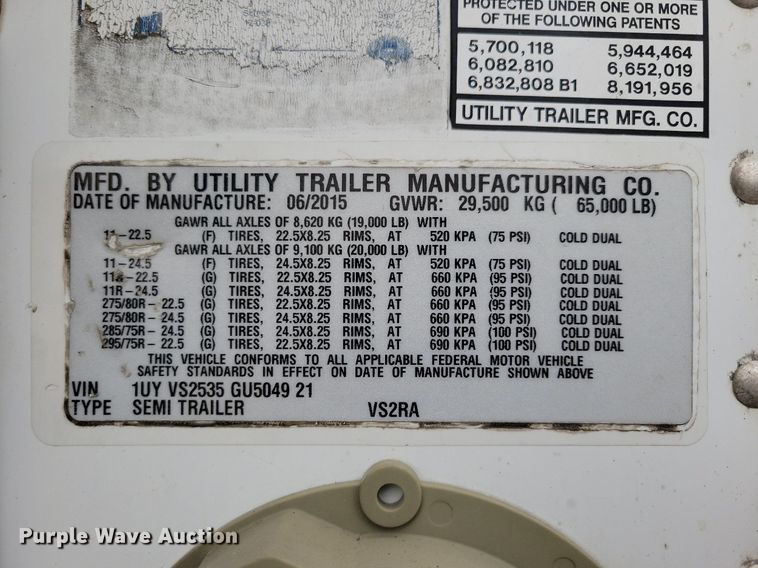 PROTECTED UNDER ONE OR MORE
OF THE FOLLOWING PATENTS
5,700,118 5,944,464
6,082,810 6,652,019
6,832,808 B1 8,191,956
UTILITY TRAILER MFG. CO.
MFD. BY UTILITY TRAILER MANUFACTURING CO.
DATE OF MANUFACTURE: 06/2015 GVWR: 29,500 KG ( 65,000 LB)
GAWR ALL AXLES OF 8,620 KG (19,000 LB) WITH
11-22.5 (F) TIRES, 22.5X8.25 RIMS, AT 520 KPA (75 PSI) COLD DUAL
GAWR ALL AXLES OF 9,100 KG (20,000 LB) WITH
11-24.5 (F) TIRES, 24.5X8.25 RIMS, AT 520 KPA (75 PSI) COLD DUAL
11R-22.5 (G) TIRES, 22.5X8.25 RIMS, AT 660 KPA (95 PSI) COLD DUAL
11R-24.5 (G) TIRES, 24.5X8.25 RIMS, AT 660 KPA (95 PSI) COLD DUAL
275/80R- 22.5 (G) TIRES, 22.5X8.25 RIMS, AT 660 KPA (95 PSI) COLD DUAL
275/80R- 24.5 (G) TIRES, 24.5X8.25 RIMS, AT 660 KPA (95 PSI) COLD DUAL
285/75R- 24.5 (G) TIRES, 24.5X8.25 RIMS, AT 690 KPA (100 PSI) COLD DUAL
295/75R- 22.5 (G) TIRES, 22.5X8.25 RIMS, AT 690 KPA (100 PSI) COLD DUAL
THIS VEHICLE CONFORMS TO ALL APPLICABLE FEDERAL MOTOR VEHICLE
SAFETY STANDARDS IN EFFECT ON DATE OF MANUFACTURE SHOWN ABOVE
VIN 1UY VS2535 GU5049 21
TYPE SEMI TRAILER VS2RA
Purple Wave Auction